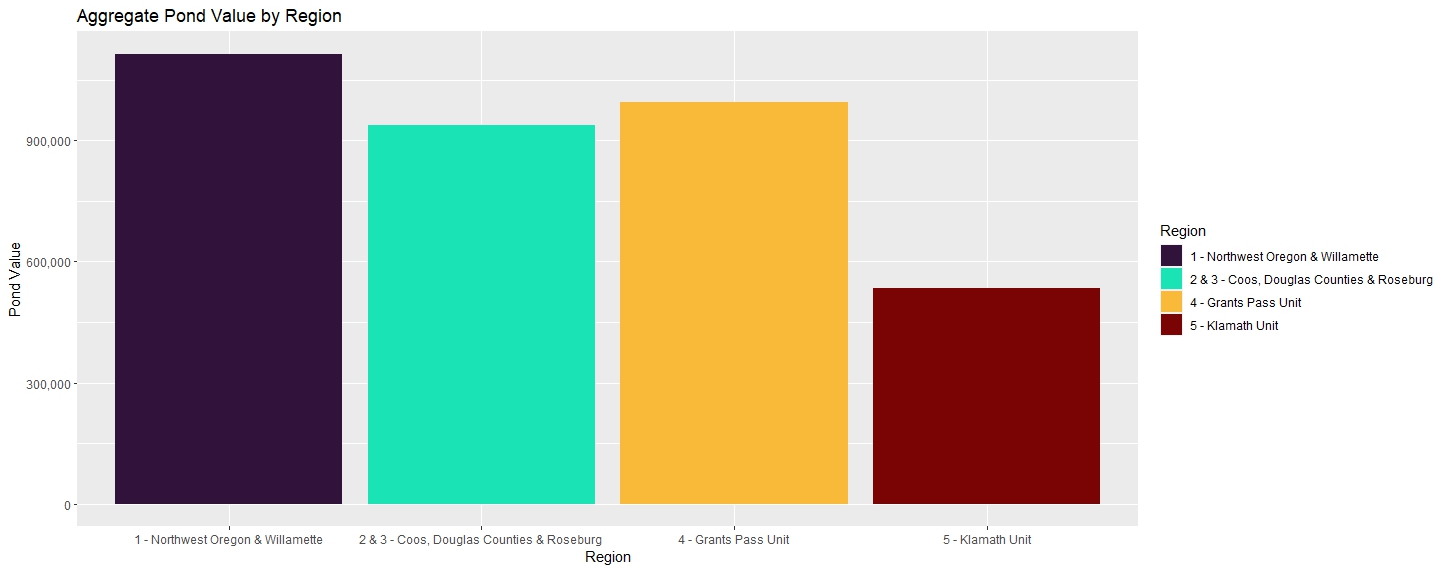 Aggregate Pond Value by Region
Pond Value
900,000
600,000
300,000
0
1 - Northwest Oregon & Willamette
2 & 3 - Coos, Douglas Counties & Roseburg
4 - Grants Pass Unit
5 - Klamath Unit
Region
Region
1 - Northwest Oregon & Willamette
2 & 3 - Coos, Douglas Counties & Roseburg
4 - Grants Pass Unit
5 - Klamath Unit